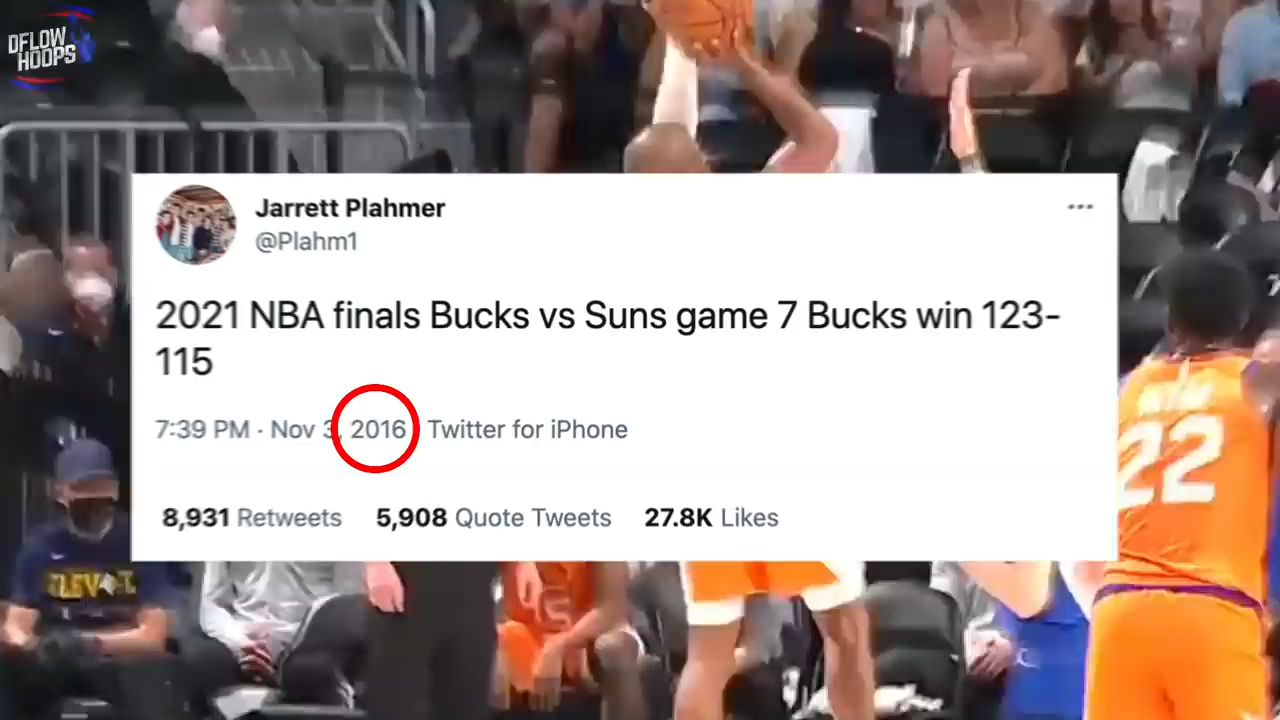 DFLOW
HOOPS
Jarrett Plahmer
@Plahm1
2021 NBA finals Bucks vs Suns game 7 Bucks win 123-
115
7:39 PM · Nov 3, 2016 Twitter for iPhone
8,931 Retweets 5,908 Quote Tweets 27.8K Likes
22